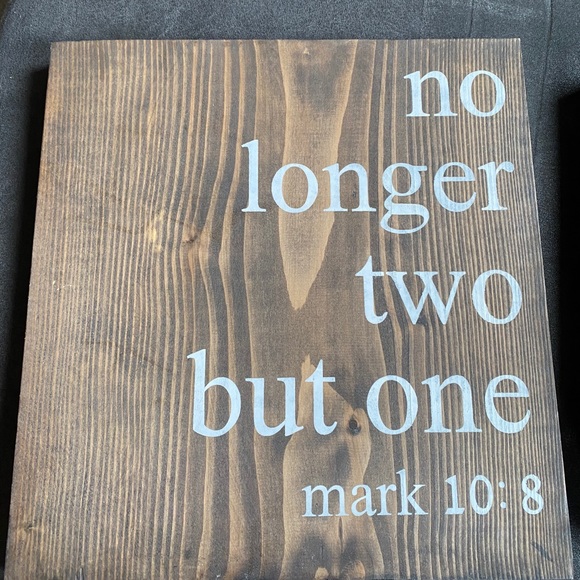 no
longer
two
but one
mark 10:8